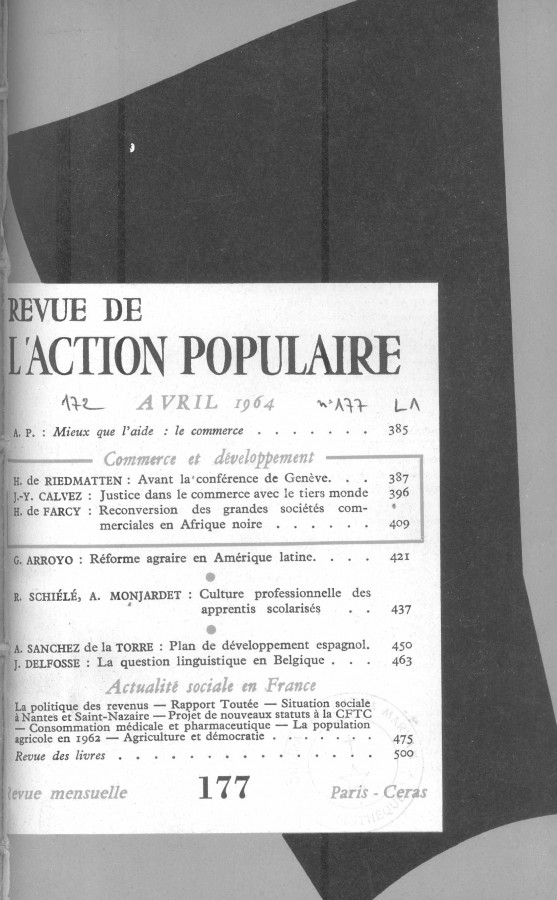 REVUE DE
L'ACTION POPULAIRE
172 AVRIL 1964 n° 177 LA
A. P. : Mieux que l'aide : le commerce . . . . . . . 385
Commerce et développement
H. de RIEDMATTEN : Avant la conférence de Genève. . . 387
J.-Y. CALVEZ : Justice dans le commerce avec le tiers monde 396
H. de FARCY : Reconversion des grandes sociétés com-
merciales en Afrique noire . . . . . . 409
G. ARROYO : Réforme agraire en Amérique latine. . . . 421
R. SCHIÉLÉ, A. MONJARDET : Culture professionnelle des
apprentis scolarisés . . 437
A. SANCHEZ de la TORRE : Plan de développement espagnol. 450
J. DELFOSSE : La question linguistique en Belgique . . . 463
Actualité sociale en France
La politique des revenus — Rapport Toutée — Situation sociale
à Nantes et Saint-Nazaire — Projet de nouveaux statuts à la CFTC
— Consommation médicale et pharmaceutique — La population
agricole en 1962 — Agriculture et démocratie . . . . . . . 475
Revue des livres . . . . . . . . . . . . . . . 500
177
evue mensuelle Paris - Ceras